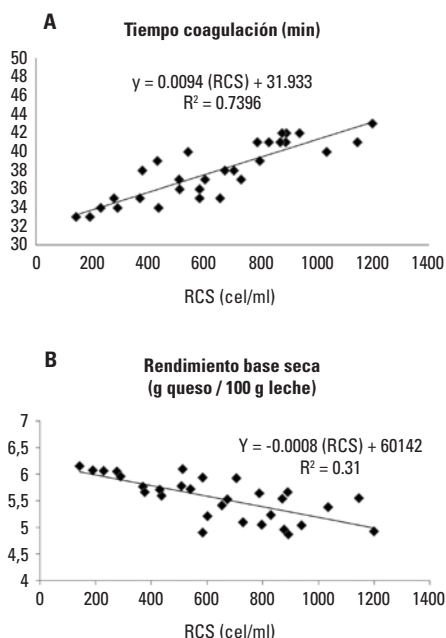 A
Tiempo coagulación (min)
y = 0.0094 (RCS) + 31.933
R² = 0.7396
50
48
46
44
42
40
38
36
34
32
30
0 200 400 600 800 1000 1200 1400
RCS (cel/ml)
B
Rendimiento base seca
(g queso / 100 g leche)
Y = -0.0008 (RCS) + 60142
R² = 0.31
7
6,5
6
5,5
5
4,5
4
0 200 400 600 800 1000 1200 1400
RCS (cel/ml)